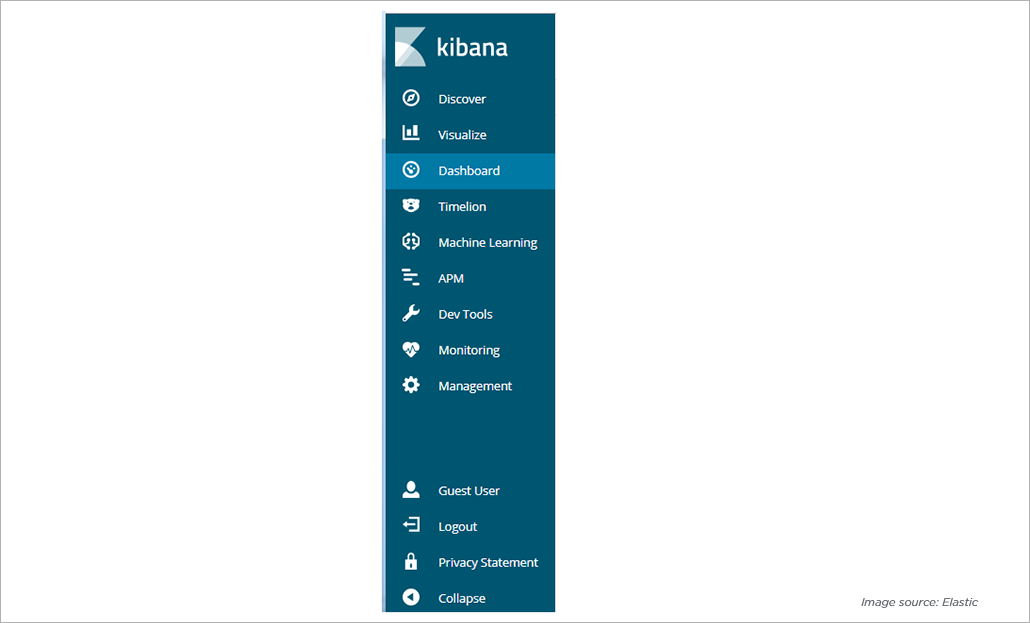 kibana
Discover
Visualize
Dashboard
Timelion
Machine Learning
APM
Dev Tools
Monitoring
Management
Guest User
Logout
Privacy Statement
Collapse
Image source: Elastic